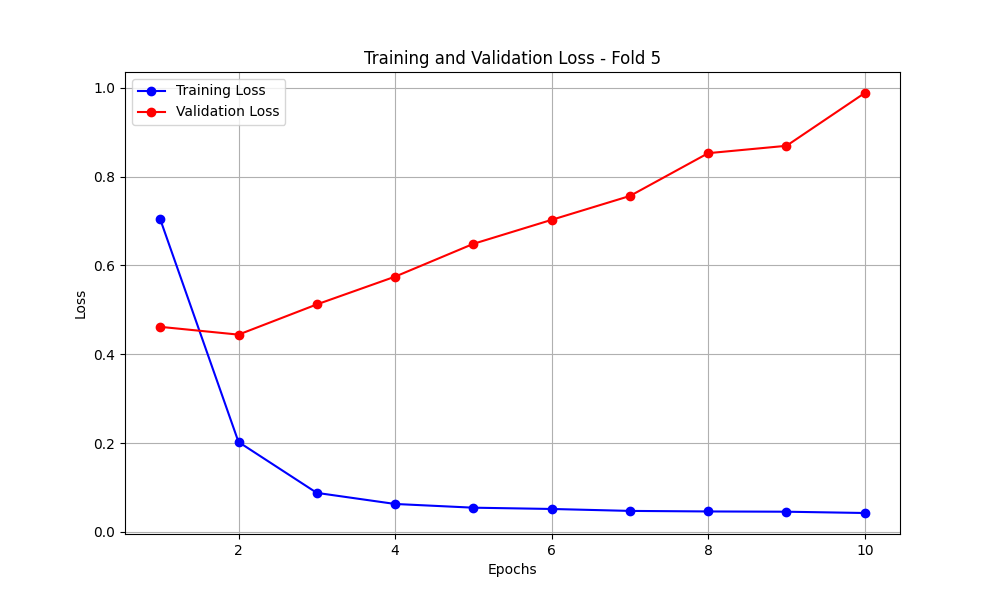 Training and Validation Loss - Fold 5
Training Loss
Validation Loss
1.0
0.8
0.6
0.4
0.2
0.0
Loss
2 4 6 8 10
Epochs